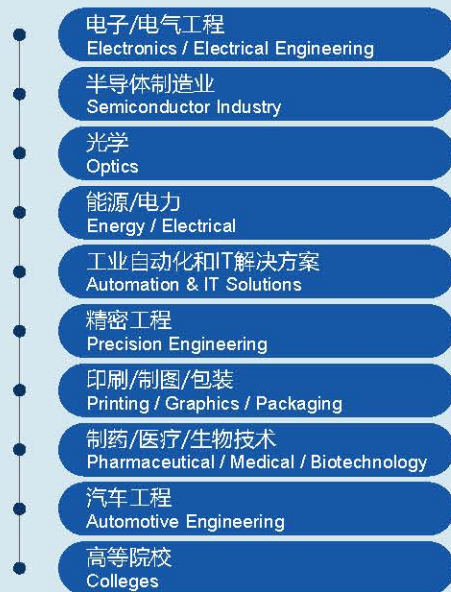 电子/电气工程
Electronics / Electrical Engineering
半导体制造业
Semiconductor Industry
光学
Optics
能源/电力
Energy / Electrical
工业自动化和IT解决方案
Automation & IT Solutions
精密工程
Precision Engineering
印刷/制图/包装
Printing / Graphics / Packaging
制药/医疗/生物技术
Pharmaceutical / Medical / Biotechnology
汽车工程
Automotive Engineering
高等院校
Colleges